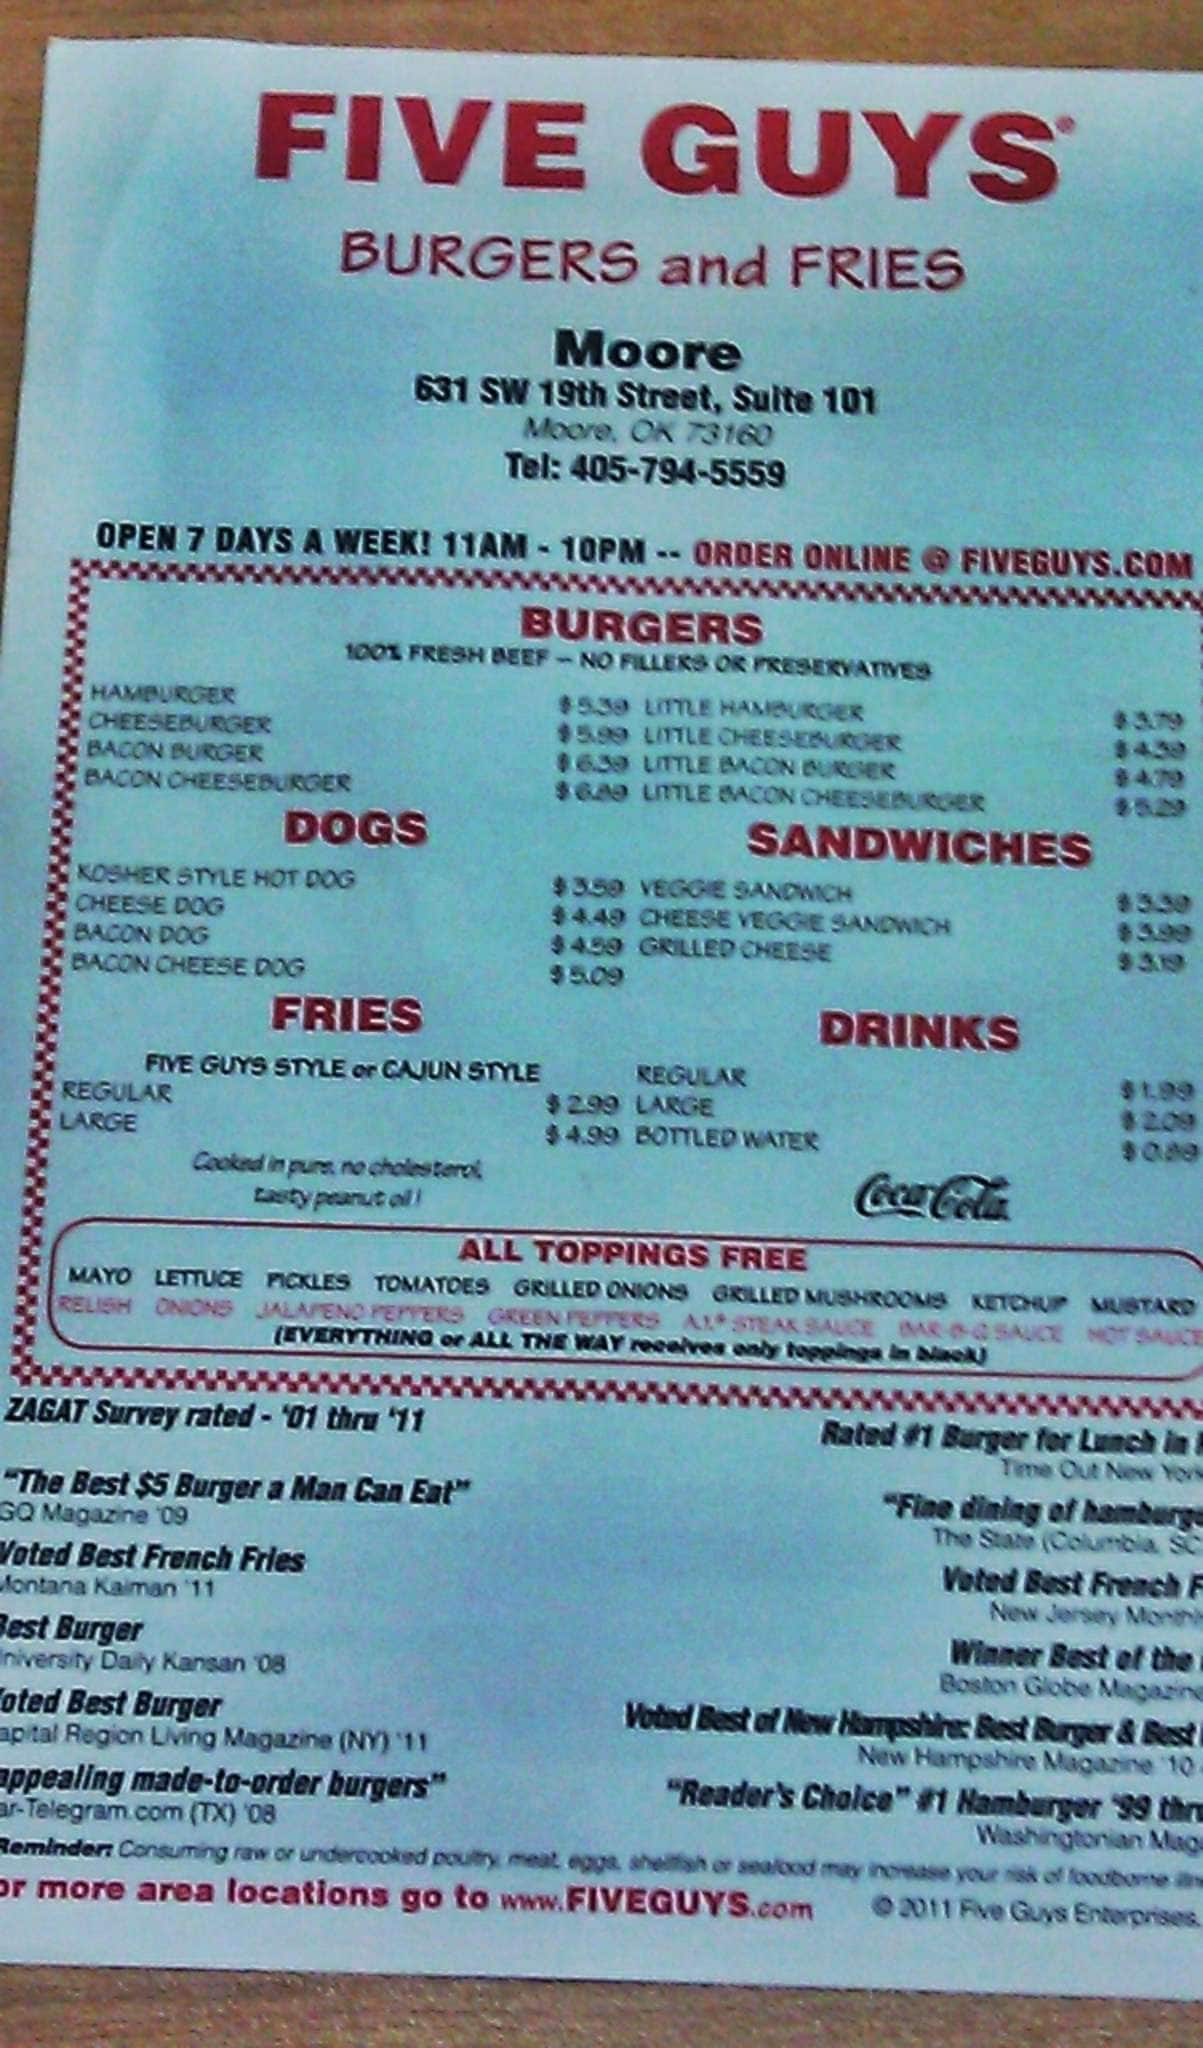 FIVE GUYS®
BURGERS and FRIES
Moore
631 SW 19th Street, Suite 101
Moore, OK 73160
Tel: 405-794-5559
OPEN 7 DAYS A WEEK! 11AM - 10PM -- ORDER ONLINE @ FIVEGUYS.COM
BURGERS
100% FRESH BEEF – NO FILLERS OR PRESERVATIVES
HAMBURGER $ 5.39 LITTLE HAMBURGER $ 3.79
CHEESEBURGER $ 5.99 LITTLE CHEESEBURGER $ 4.39
BACON BURGER $ 6.39 LITTLE BACON BURGER $ 4.79
BACON CHEESEBURGER $ 6.89 LITTLE BACON CHEESEBURGER $ 5.29
DOGS
KOSHER STYLE HOT DOG $ 3.59
CHEESE DOG $ 4.49
BACON DOG $ 4.59
BACON CHEESE DOG $ 5.09
SANDWICHES
VEGGIE SANDWICH $ 3.39
CHEESE VEGGIE SANDWICH $ 3.99
GRILLED CHEESE $ 3.19
FRIES
FIVE GUYS STYLE or CAJUN STYLE
REGULAR $ 2.99
LARGE $ 4.99
Cooked in pure, no cholesterol,
tasty peanut oil!
DRINKS
REGULAR $ 1.99
LARGE $ 2.09
BOTTLED WATER
Coca-Cola
ALL TOPPINGS FREE
MAYO LETTUCE PICKLES TOMATOES GRILLED ONIONS GRILLED MUSHROOMS KETCHUP MUSTARD
RELISH ONIONS JALAPENO PEPPERS GREEN PEPPERS A.1.® STEAK SAUCE BAR-B-Q SAUCE HOT SAUCE
(EVERYTHING or ALL THE WAY receives only toppings in black)
ZAGAT Survey rated - '01 thru '11
"The Best $5 Burger a Man Can Eat"
GQ Magazine '09
Voted Best French Fries
Montana Kaiman '11
Best Burger
University Daily Kansan '08
Voted Best Burger
apital Region Living Magazine (NY) '11
appealing made-to-order burgers"
ar-Telegram.com (TX) '08
Rated #1 Burger for Lunch in
Time Out New York
"Fine dining of hamburge
The State (Columbia, SC
Voted Best French F
New Jersey Month
Winner Best of the
Boston Globe Magazin
Voted Best of New Hampshire: Best Burger & Best
New Hampshire Magazine '10
"Reader's Choice" #1 Hamburger '99 thr
Washingtonian Mag
Reminder: Consuming raw or undercooked poultry, meat, eggs, shellfish or seafood may increase your risk of foodborne illn
or more area locations go to www.FIVEGUYS.com
© 2011 Five Guys Enterprises,